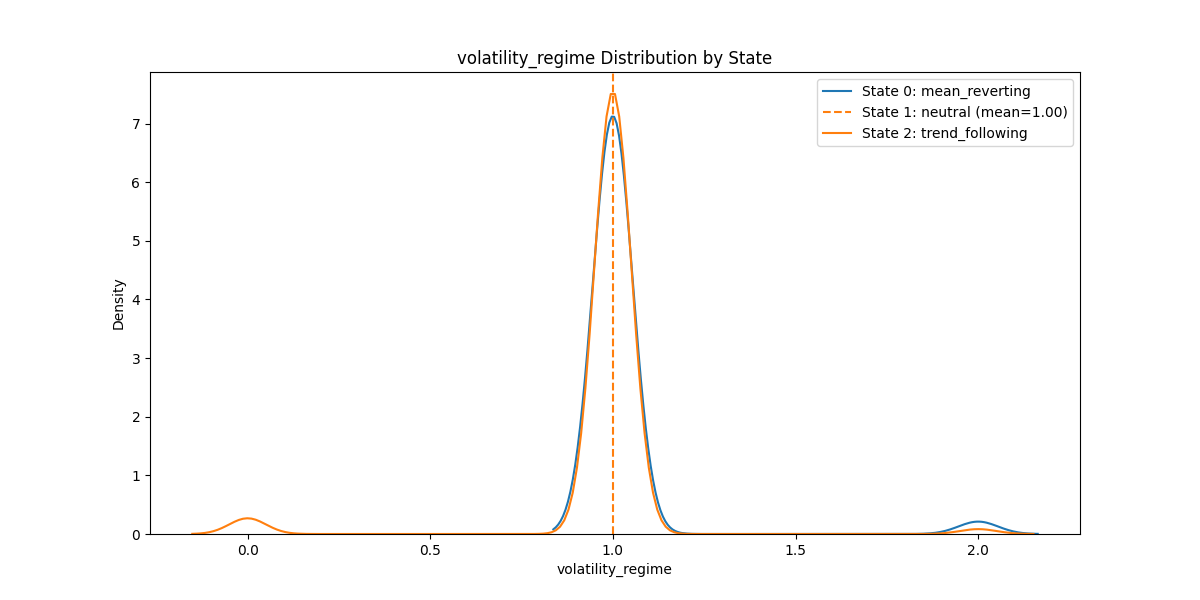 volatility_regime Distribution by State
State 0: mean_reverting
State 1: neutral (mean=1.00)
State 2: trend_following
Density
7
6
5
4
3
2
1
0
0.0 0.5 1.0 1.5 2.0
volatility_regime